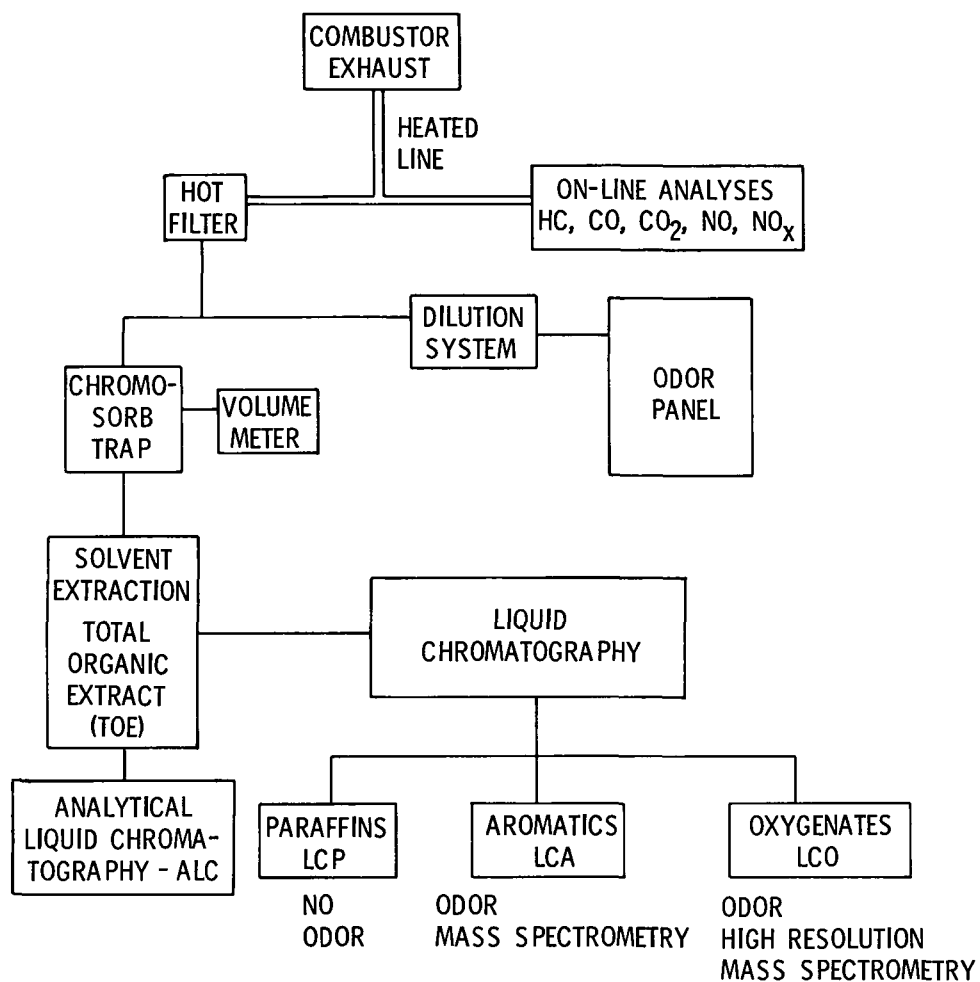 COMBUSTOR
EXHAUST
HEATED
LINE
HOT
FILTER
ON-LINE ANALYSES
HC, CO, CO2, NO, NOX
DILUTION
SYSTEM
ODOR
PANEL
CHROMO-
SORB
TRAP
VOLUME
METER
SOLVENT
EXTRACTION
TOTAL
ORGANIC
EXTRACT
(TOE)
LIQUID
CHROMATOGRAPHY
ANALYTICAL
LIQUID CHROMA-
TOGRAPHY - ALC
PARAFFINS
LCP
AROMATICS
LCA
OXYGENATES
LCO
NO
ODOR
ODOR
MASS SPECTROMETRY
ODOR
HIGH RESOLUTION
MASS SPECTROMETRY